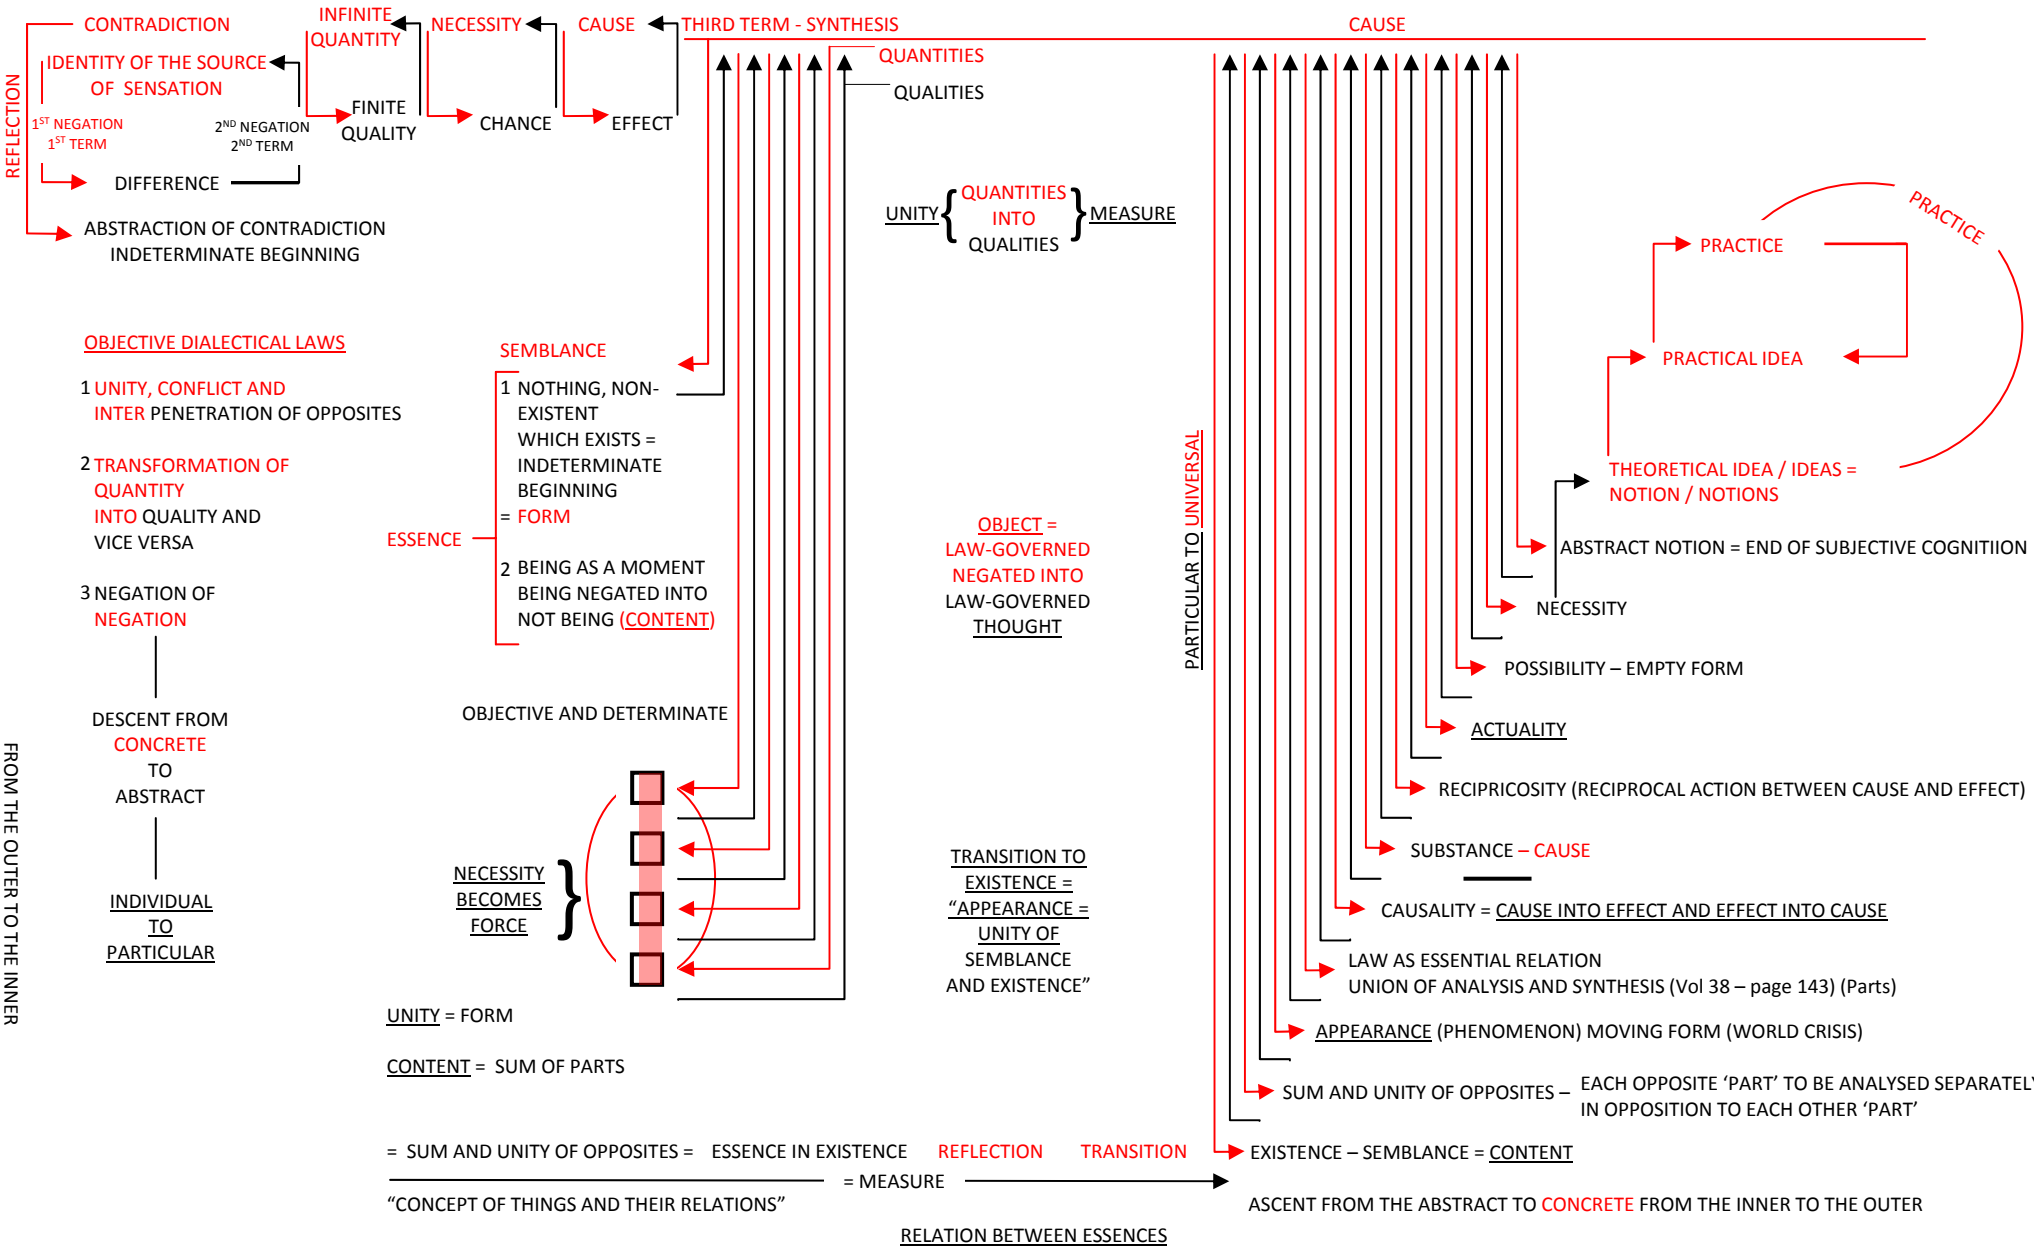 CONTRADICTION
INFINITE
QUANTITY
NECESSITY
CAUSE
THIRD TERM - SYNTHESIS
CAUSE
IDENTITY OF THE SOURCE
OF SENSATION
QUANTITIES
QUALITIES
REFLECTION
1ST NEGATION
1ST TERM
2ND NEGATION
2ND TERM
FINITE
QUALITY
CHANCE
EFFECT
DIFFERENCE
ABSTRACTION OF CONTRADICTION
INDETERMINATE BEGINNING
UNITY { QUANTITIES
INTO
QUALITIES } MEASURE
PRACTICE
PRACTICE
PRACTICAL IDEA
THEORETICAL IDEA / IDEAS =
NOTION / NOTIONS
OBJECTIVE DIALECTICAL LAWS
1 UNITY, CONFLICT AND
INTER PENETRATION OF OPPOSITES
2 TRANSFORMATION OF
QUANTITY
INTO QUALITY AND
VICE VERSA
3 NEGATION OF
NEGATION
DESCENT FROM
CONCRETE
TO
ABSTRACT
INDIVIDUAL
TO
PARTICULAR
FROM THE OUTER TO THE INNER
SEMBLANCE
1 NOTHING, NON-
EXISTENT
WHICH EXISTS =
INDETERMINATE
BEGINNING
= FORM
ESSENCE
2 BEING AS A MOMENT
BEING NEGATED INTO
NOT BEING (CONTENT)
OBJECTIVE AND DETERMINATE
NECESSITY
BECOMES
FORCE
UNITY = FORM
CONTENT = SUM OF PARTS
OBJECT =
LAW-GOVERNED
NEGATED INTO
LAW-GOVERNED
THOUGHT
TRANSITION TO
EXISTENCE =
“APPEARANCE =
UNITY OF
SEMBLANCE
AND EXISTENCE”
PARTICULAR TO UNIVERSAL
ABSTRACT NOTION = END OF SUBJECTIVE COGNITIION
NECESSITY
POSSIBILITY – EMPTY FORM
ACTUALITY
RECIPRICOSITY (RECIPROCAL ACTION BETWEEN CAUSE AND EFFECT)
SUBSTANCE – CAUSE
CAUSALITY = CAUSE INTO EFFECT AND EFFECT INTO CAUSE
LAW AS ESSENTIAL RELATION
UNION OF ANALYSIS AND SYNTHESIS (Vol 38 – page 143) (Parts)
APPEARANCE (PHENOMENON) MOVING FORM (WORLD CRISIS)
SUM AND UNITY OF OPPOSITES – EACH OPPOSITE ‘PART’ TO BE ANALYSED SEPARATELY
IN OPPOSITION TO EACH OTHER ‘PART’
= SUM AND UNITY OF OPPOSITES = ESSENCE IN EXISTENCE REFLECTION TRANSITION
EXISTENCE – SEMBLANCE = CONTENT
= MEASURE
“CONCEPT OF THINGS AND THEIR RELATIONS”
ASCENT FROM THE ABSTRACT TO CONCRETE FROM THE INNER TO THE OUTER
RELATION BETWEEN ESSENCES